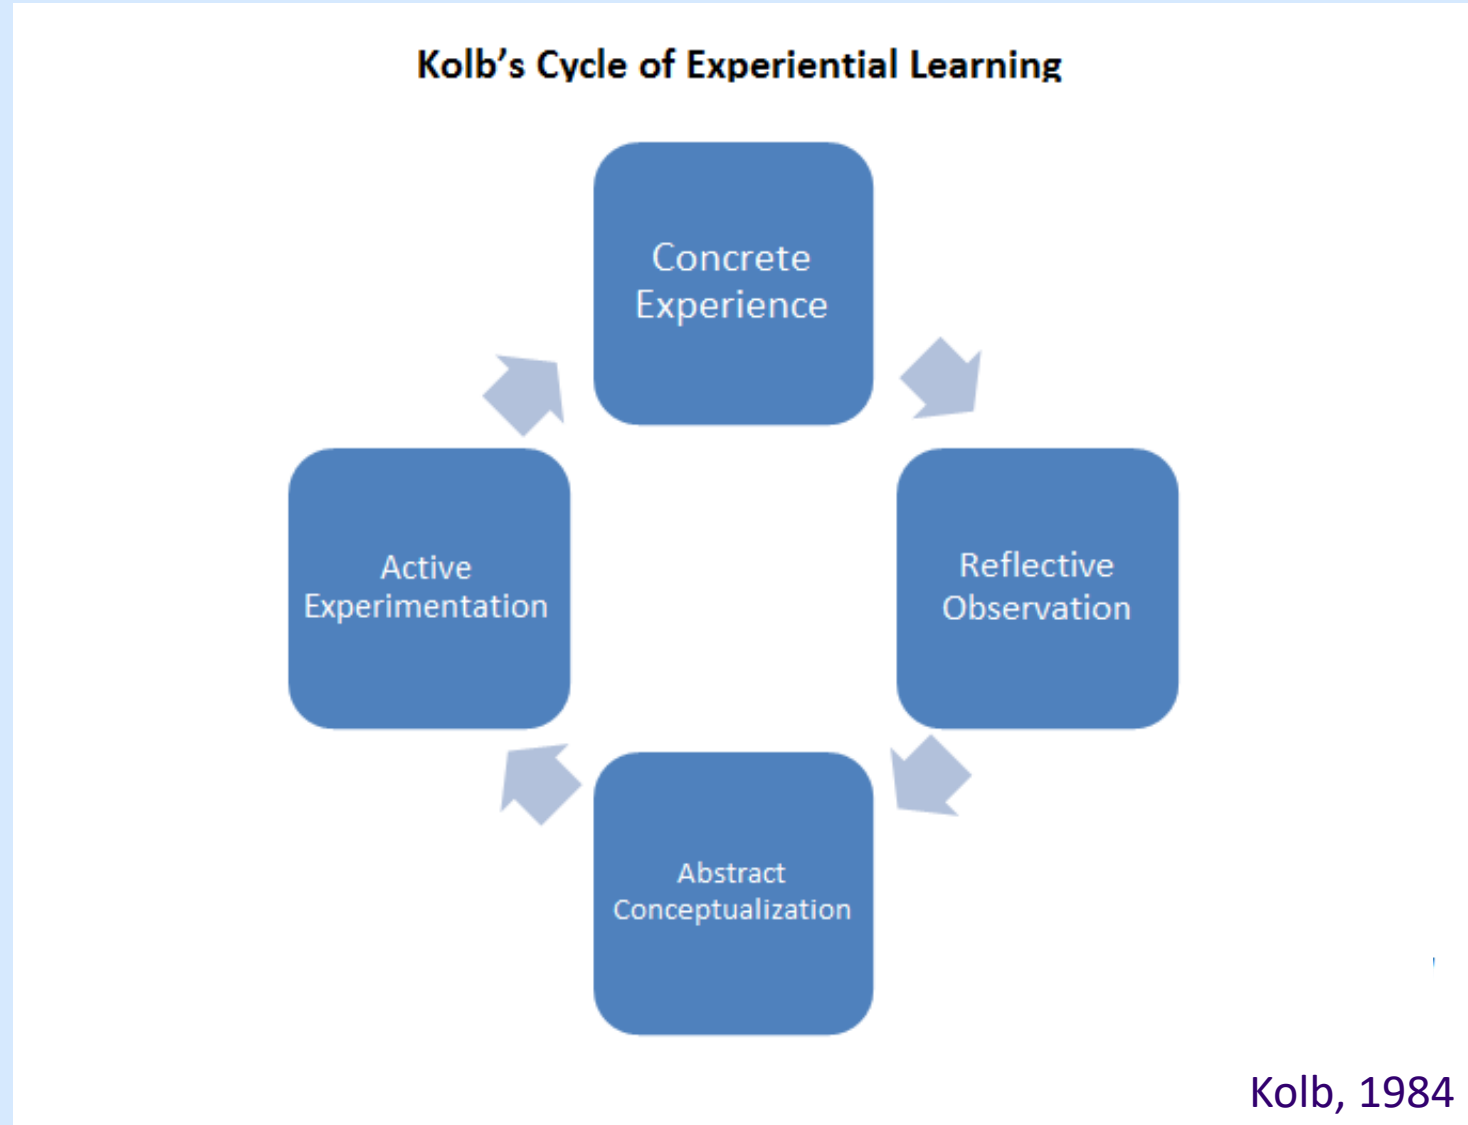 Kolb’s Cycle of Experiential Learning
Concrete
Experience
Reflective
Observation
Abstract
Conceptualization
Active
Experimentation
Kolb, 1984